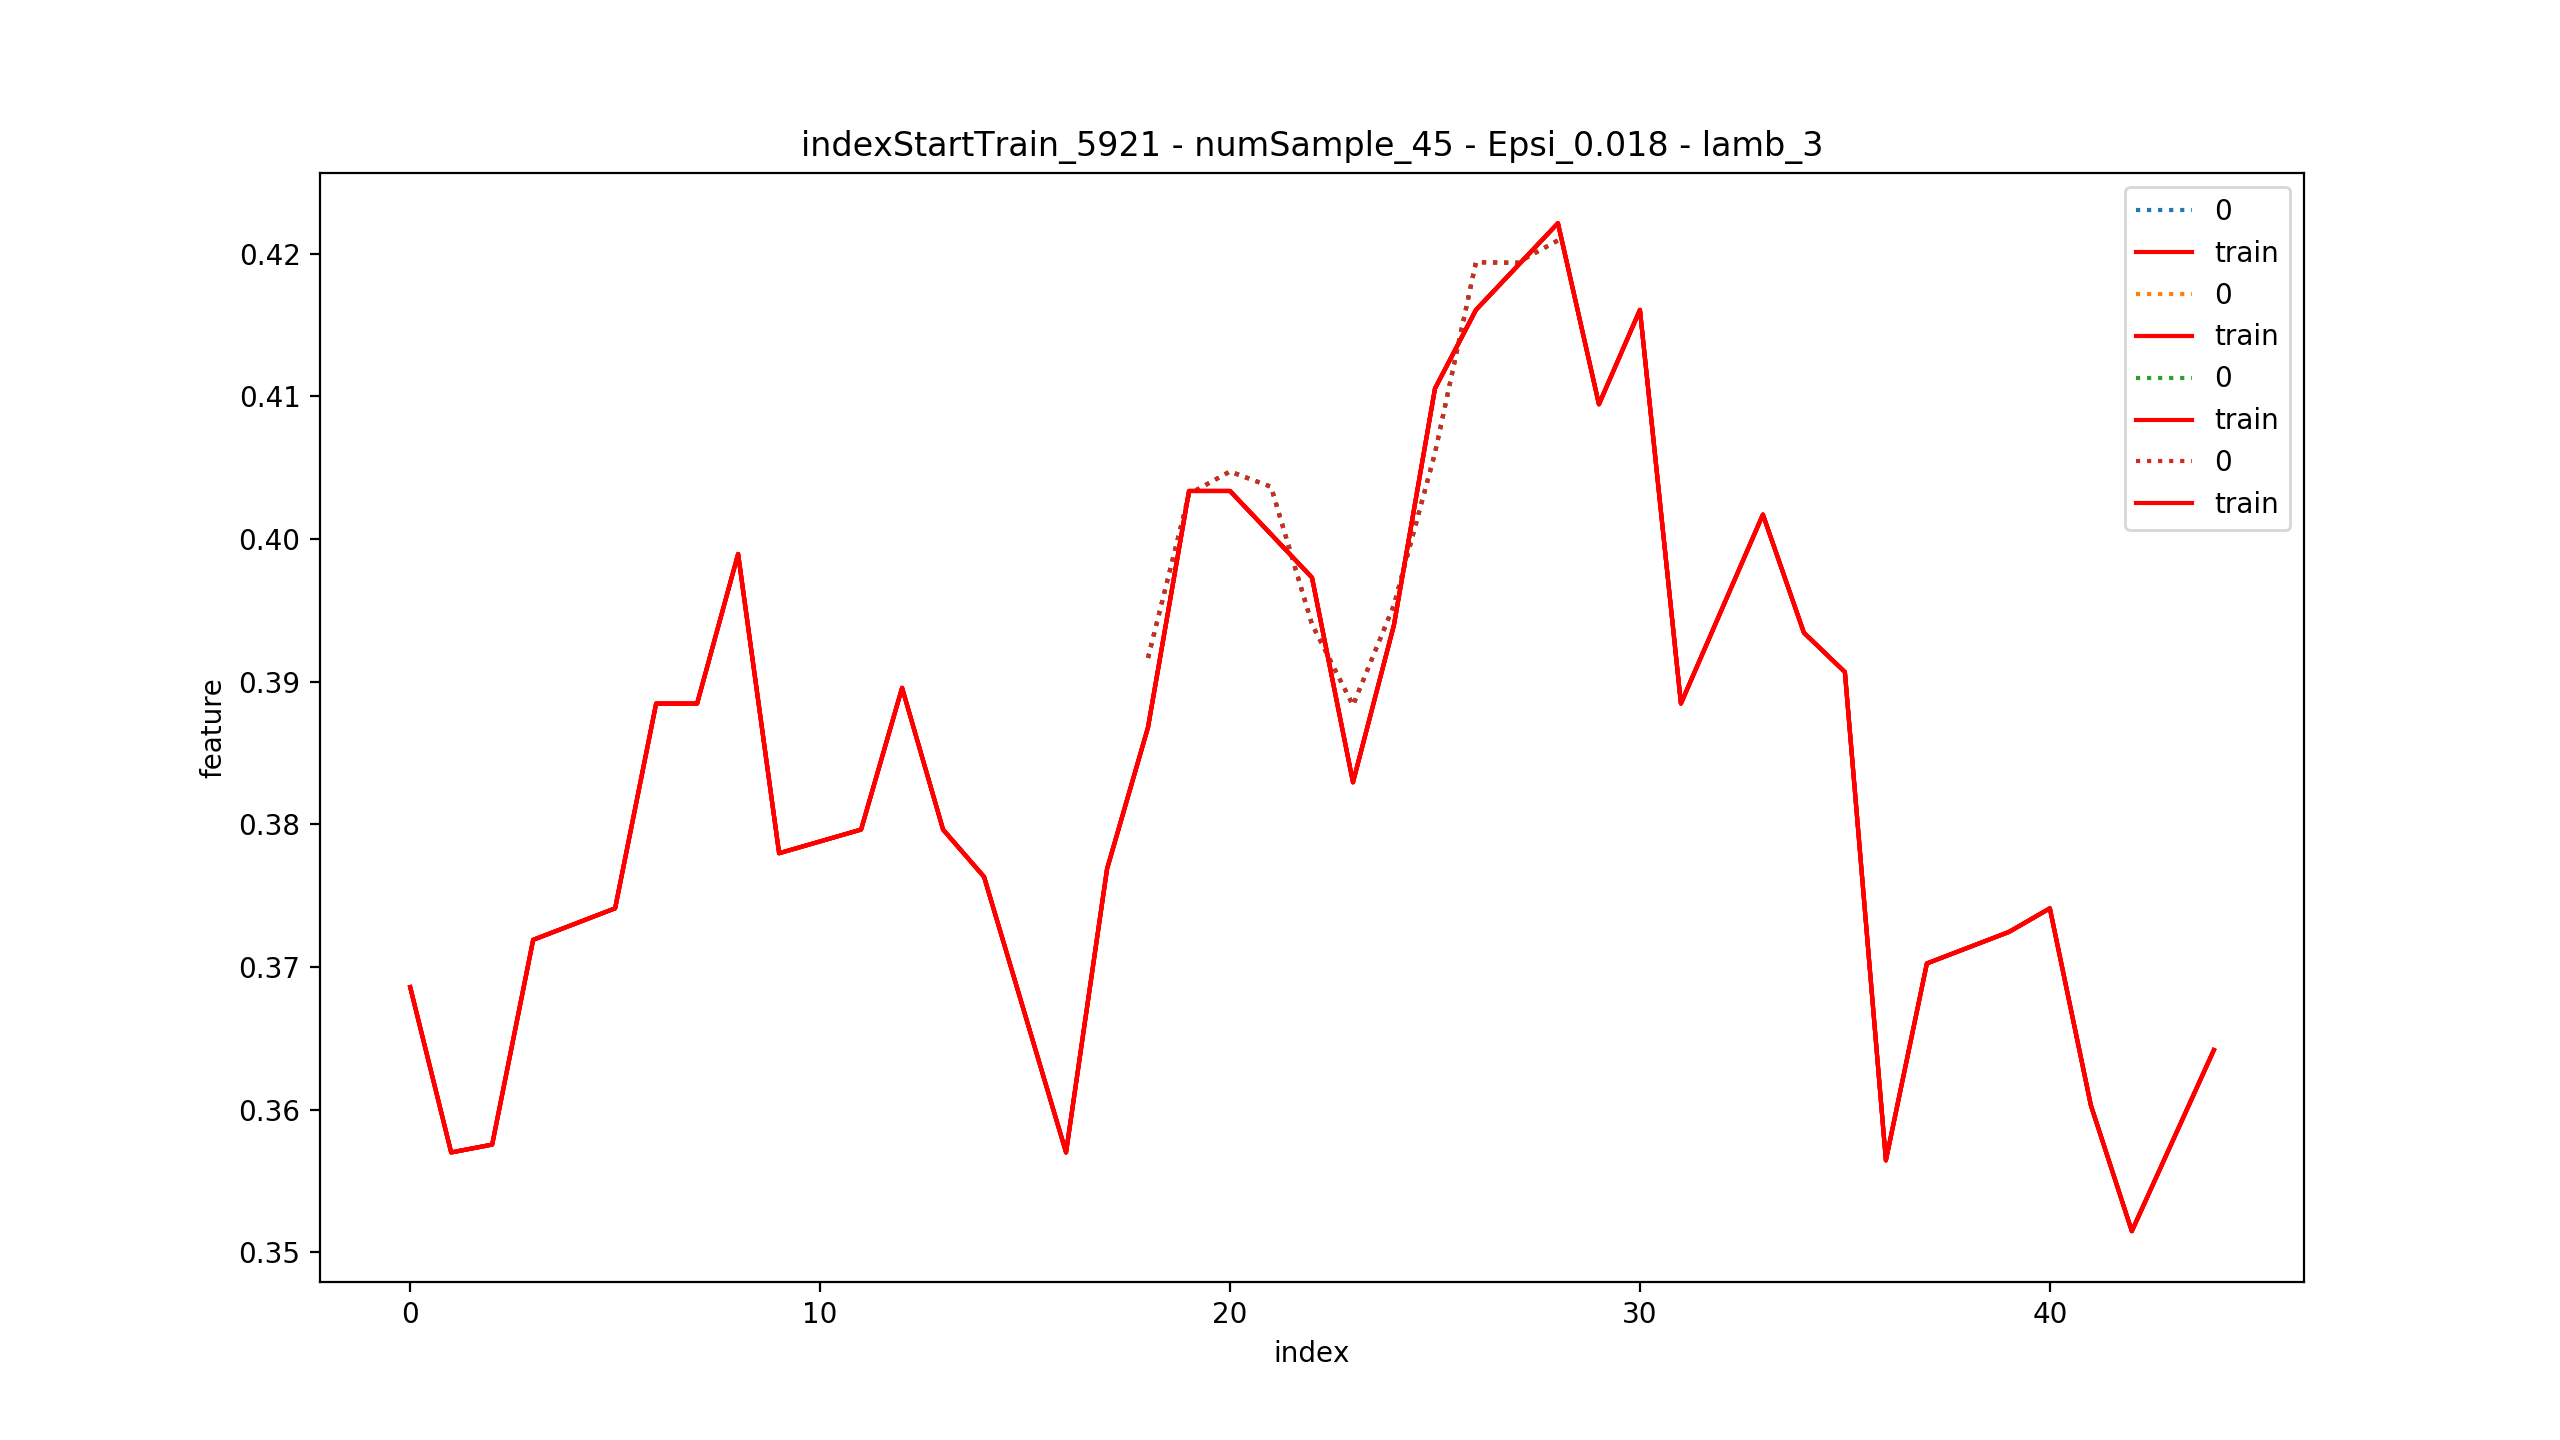 indexStartTrain_5921 - numSample_45 - Epsi_0.018 - lamb_3
0
train
0
train
0
train
0
train
0.42
0.41
0.40
0.39
0.38
0.37
0.36
0.35
feature
0 10 20 30 40
index